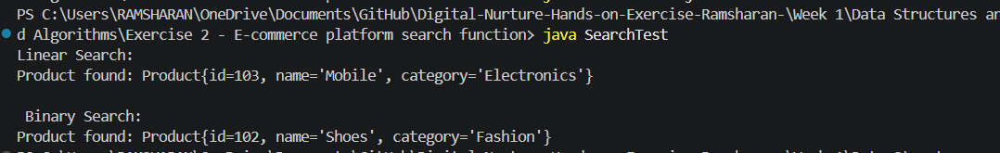 PS C:\Users\RAMSHARAN\OneDrive\Documents\GitHub\Digital-Nurture-Hands-on-Exercise-Ramsharan-\Week 1\Data Structures an
d Algorithms\Exercise 2 - E-commerce platform search function> java SearchTest
Linear Search:
Product found: Product{id=103, name='Mobile', category='Electronics'}
Binary Search:
Product found: Product{id=102, name='Shoes', category='Fashion'}